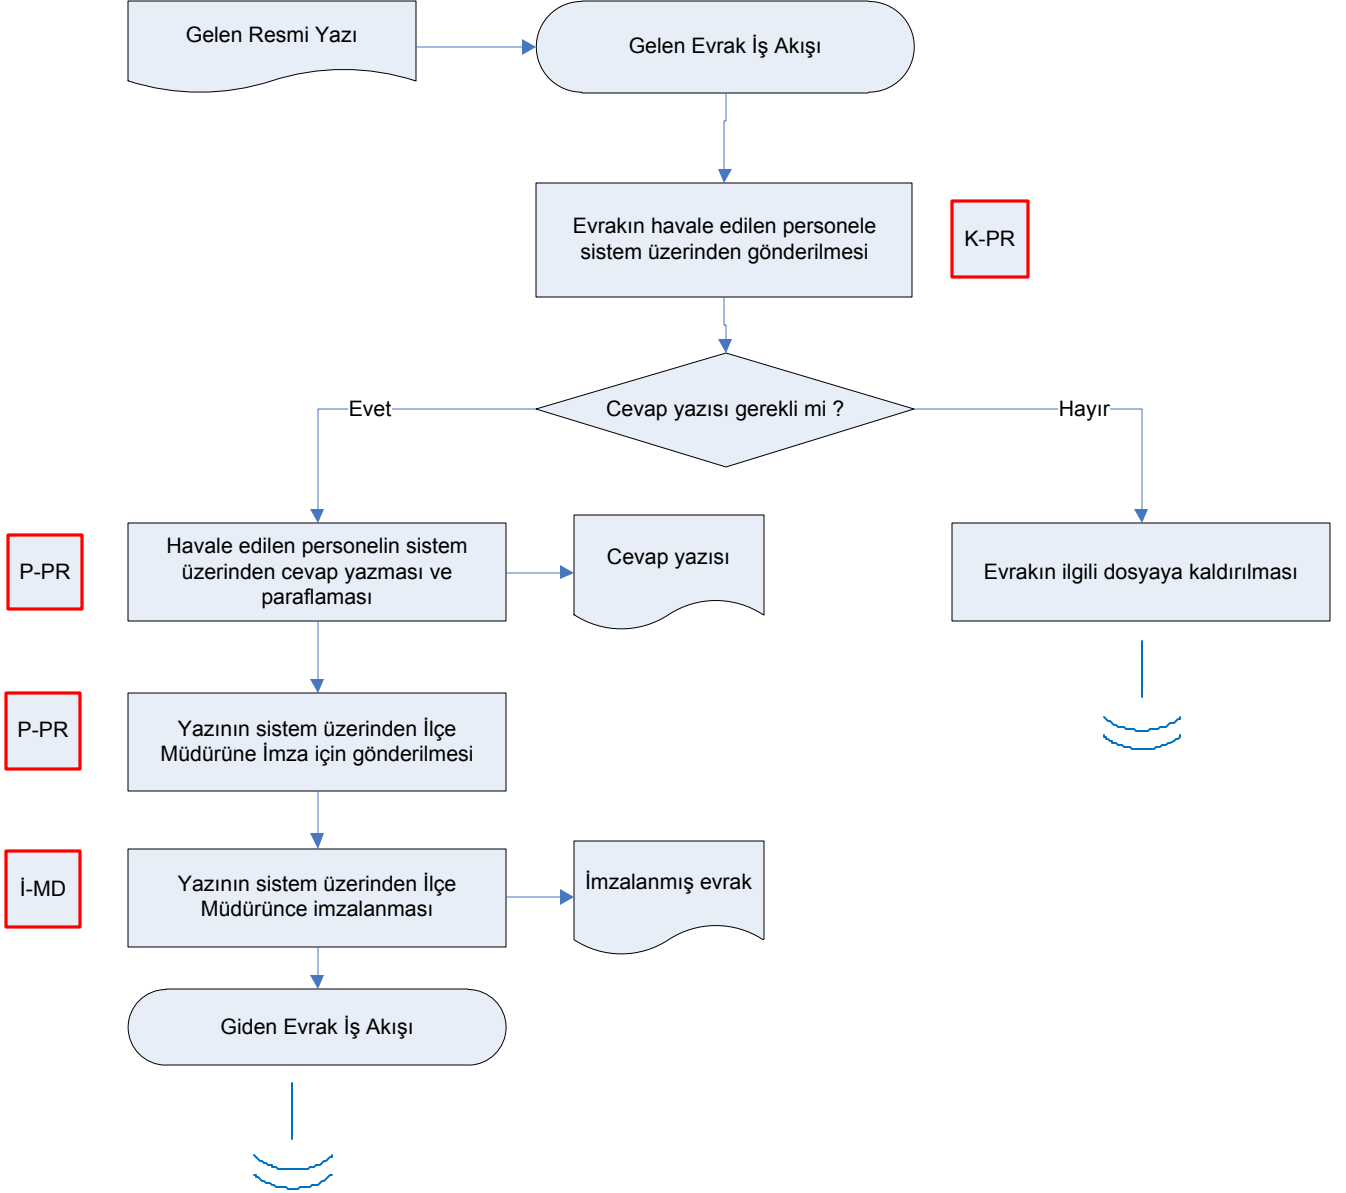 Gelen Resmi Yazı
Gelen Evrak İş Akışı
Evrakın havale edilen personele
sistem üzerinden gönderilmesi
K-PR
Cevap yazısı gerekli mi ?
Evet
Hayır
P-PR
Havale edilen personelin sistem
üzerinden cevap yazması ve
paraflaması
Cevap yazısı
Evrakın ilgili dosyaya kaldırılması
P-PR
Yazının sistem üzerinden İlçe
Müdürüne İmza için gönderilmesi
İ-MD
Yazının sistem üzerinden İlçe
Müdürünce imzalanması
İmzalanmış evrak
Giden Evrak İş Akışı